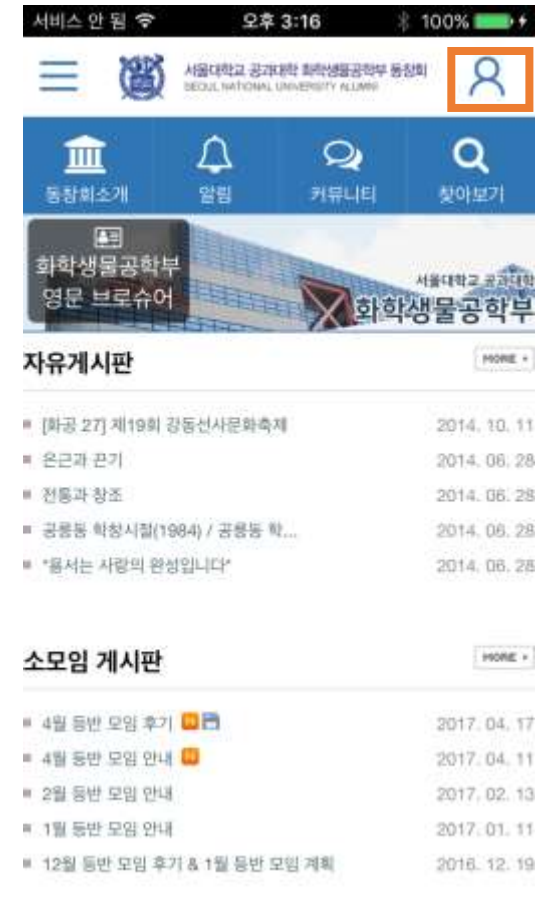 서비스 안 됨 오후 3:16 100%
서울대학교 공과대학 화학생물공학부 동창회
SEOUL NATIONAL UNIVERSITY ALUMNI
동창회소개 알림 커뮤니티 찾아보기
화학생물공학부
영문 브로슈어
서울대학교 공과대학
화학생물공학부
자유게시판 MORE
[화공 27] 제19회 강동선사문화축제 2014. 10. 11
은근과 끈기 2014. 06. 28
전통과 창조 2014. 06. 28
공릉동 학창시절(1984) / 공릉동 학... 2014. 06. 28
"용서는 사랑의 완성입니다" 2014. 06. 28
소모임 게시판 MORE
4월 등반 모임 후기 N 2017. 04. 17
4월 등반 모임 안내 N 2017. 04. 11
2월 등반 모임 안내 2017. 02. 13
1월 등반 모임 안내 2017. 01. 11
12월 등반 모임 후기 & 1월 등반 모임 계획 2016. 12. 19